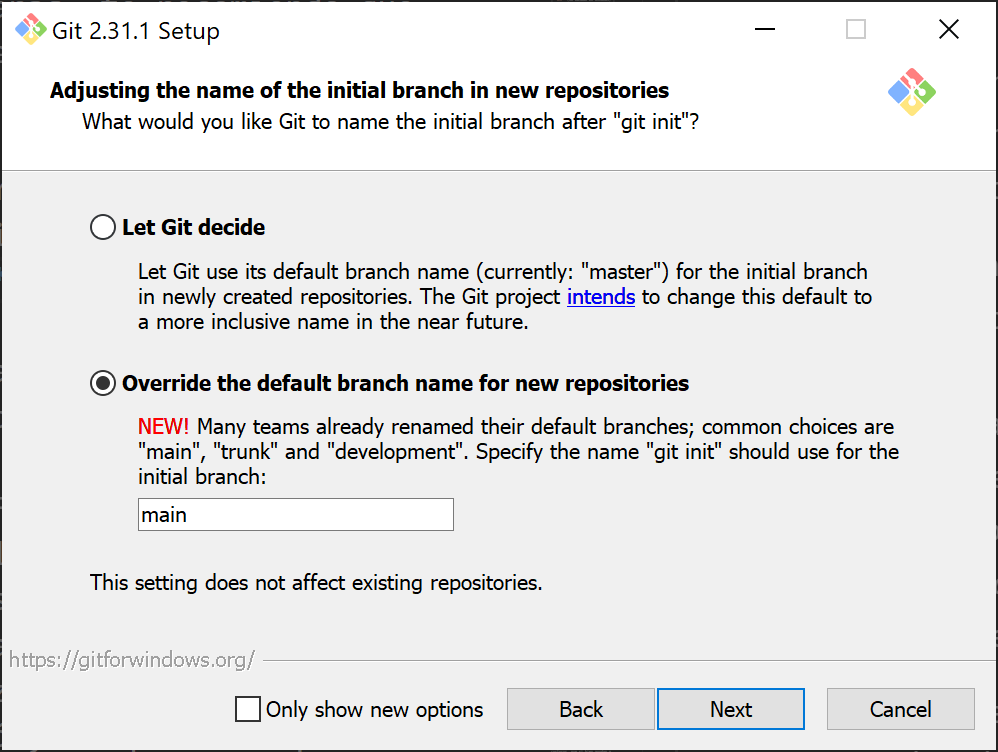 Git 2.31.1 Setup
Adjusting the name of the initial branch in new repositories
What would you like Git to name the initial branch after "git init"?
Let Git decide
Let Git use its default branch name (currently: "master") for the initial branch
in newly created repositories. The Git project intends to change this default to
a more inclusive name in the near future.
Override the default branch name for new repositories
NEW! Many teams already renamed their default branches; common choices are
"main", "trunk" and "development". Specify the name "git init" should use for the
initial branch:
main
This setting does not affect existing repositories.
https://gitforwindows.org/
Only show new options
Back
Next
Cancel